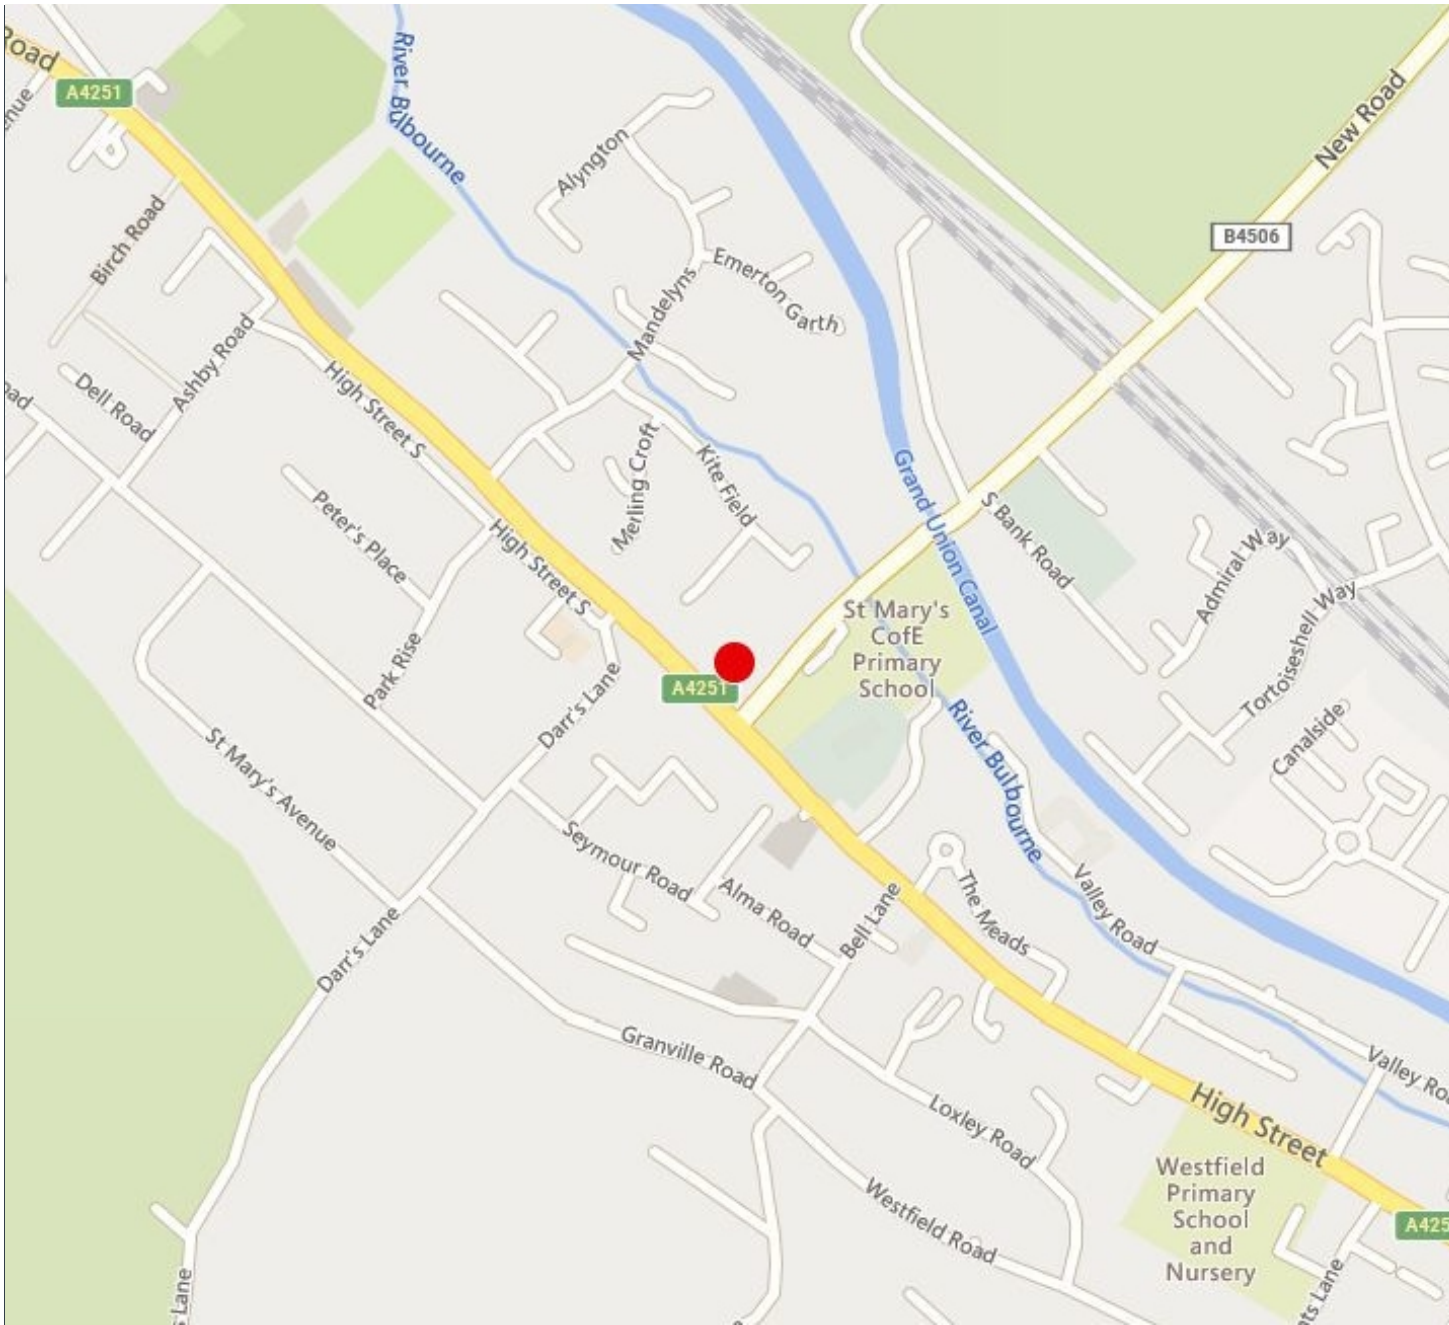 Road
A4251
River Bulbourne
New Road
Alyngton
B4506
Birch Road
Emerton Garth
Mandelyns
Ashby Road
Dell Road
High Street S
Merling Croft
Kite Field
Grand Union Canal
Peter's Place
High Street S
S Bank Road
Admiral Way
Tortoiseshell Way
St Mary's
CofE
Primary
School
Park Rise
Darr's Lane
A4251
St Mary's Avenue
River Bulbourne
Canalside
Seymour Road
Alma Road
Bell Lane
The Meads
Valley Road
Darr's Lane
Granville Road
Loxley Road
Valley
High Street
Westfield
Primary
School
and
Nursery
Westfield Road
Lane
Lane